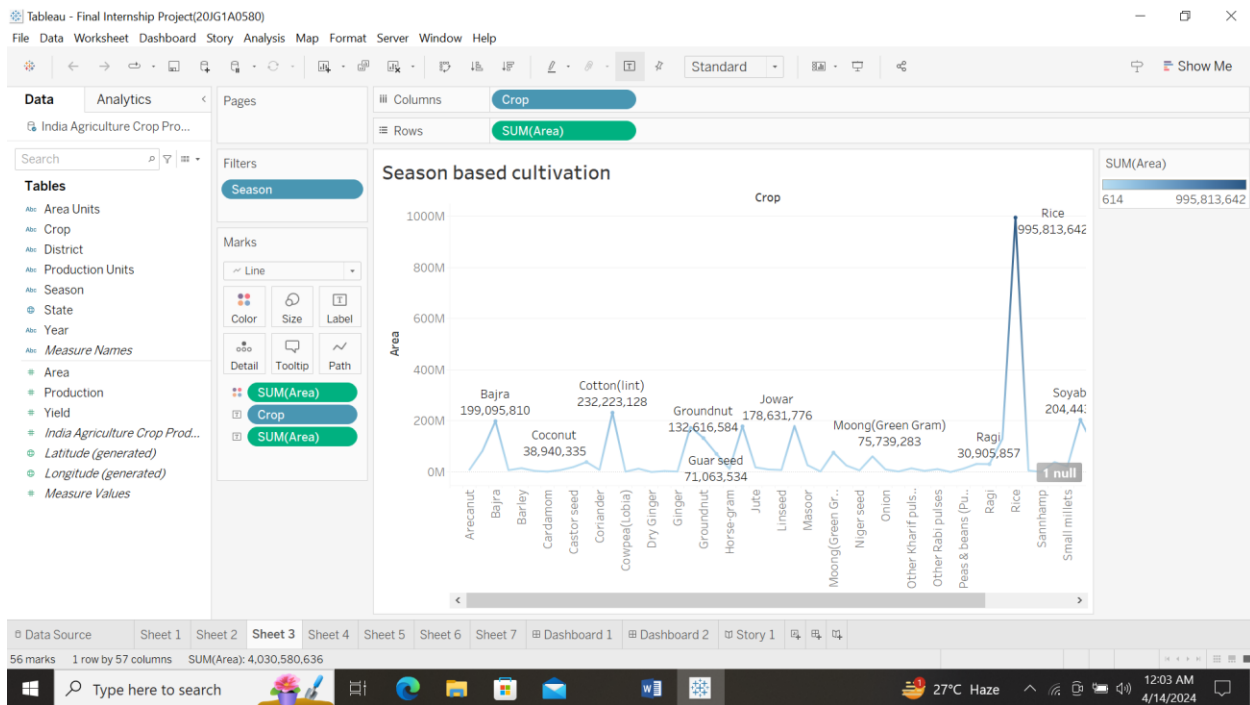 Tableau - Final Internship Project(20JG1A0580)
File Data Worksheet Dashboard Story Analysis Map Format Server Window Help
Standard
Show Me
Data Analytics
India Agriculture Crop Pro...
Search
Tables
Abc Area Units
Abc Crop
Abc District
Abc Production Units
Abc Season
State
Abc Year
Abc Measure Names
# Area
# Production
# Yield
# India Agriculture Crop Prod...
Latitude (generated)
Longitude (generated)
# Measure Values
Pages
Filters
Season
Marks
Line
Color Size Label
Detail Tooltip Path
SUM(Area)
Crop
SUM(Area)
Columns Crop
Rows SUM(Area)
Season based cultivation
Crop
1000M
800M
600M
400M
200M
0M
Area
Bajra
199,095,810
Coconut
38,940,335
Cotton(lint)
232,223,128
Groundnut
132,616,584
Guar seed
71,063,534
Jowar
178,631,776
Moong(Green Gram)
75,739,283
Ragi
30,905,857
Rice
995,813,642
Soyab
204,443
1 null
Arecanut
Bajra
Barley
Cardamom
Castor seed
Coriander
Cowpea(Lobia)
Dry Ginger
Ginger
Groundnut
Horse-gram
Jute
Linseed
Masoor
Moong(Green Gr..
Niger seed
Onion
Other Kharif puls..
Other Rabi pulses
Peas & beans (Pu..
Ragi
Rice
Sannhamp
Small millets
SUM(Area)
614 995,813,642
Data Source Sheet 1 Sheet 2 Sheet 3 Sheet 4 Sheet 5 Sheet 6 Sheet 7 Dashboard 1 Dashboard 2 Story 1
56 marks 1 row by 57 columns SUM(Area): 4,030,580,636
Type here to search
1
27°C Haze
12:03 AM
4/14/2024